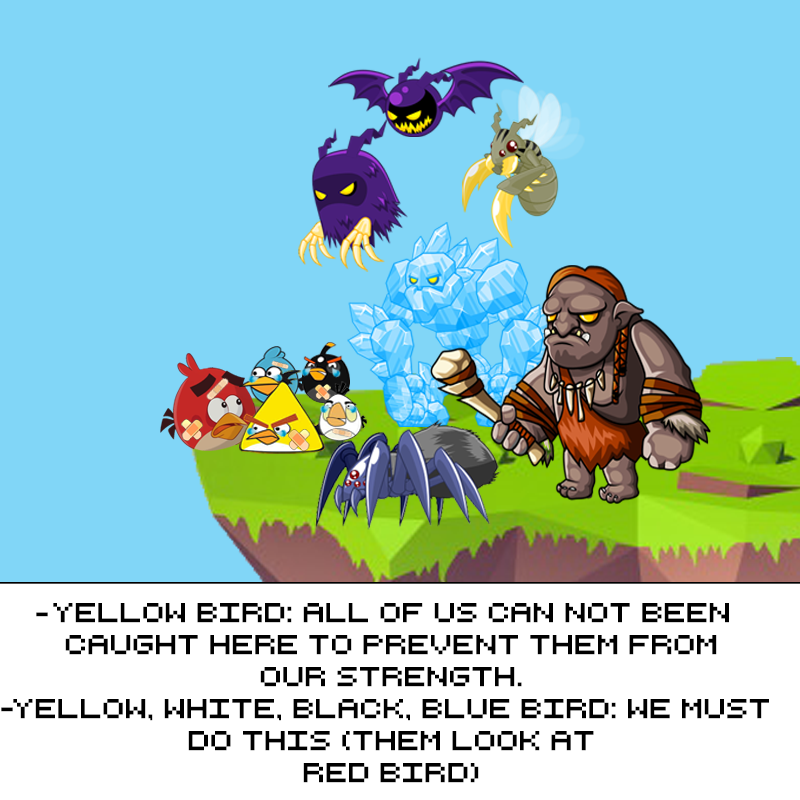 -YELLOW BIRD: ALL OF US CAN NOT BEEN
CAUGHT HERE TO PREVENT THEM FROM
OUR STRENGTH.
-YELLOW, WHITE, BLACK, BLUE BIRD: WE MUST
DO THIS (THEM LOOK AT
RED BIRD)